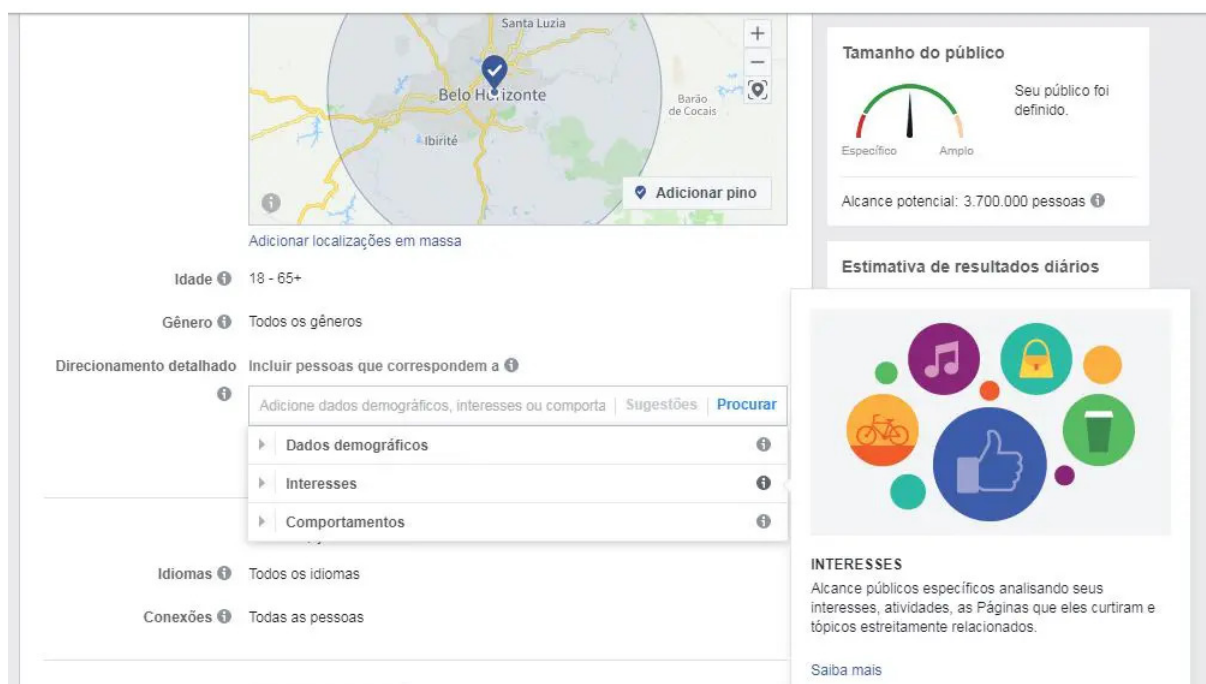 Santa Luzia
Belo Horizonte
Barão
de Cocais
Ibirité
Adicionar pino
Adicionar localizações em massa
Idade 18 - 65+
Gênero Todos os gêneros
Direcionamento detalhado Incluir pessoas que correspondem a
Adicione dados demográficos, interesses ou comporta | Sugestões | Procurar
Dados demográficos
Interesses
Comportamentos
Idiomas Todos os idiomas
Conexões Todas as pessoas
Tamanho do público
Seu público foi
definido.
Específico Amplo
Alcance potencial: 3.700.000 pessoas
Estimativa de resultados diários
INTERESSES
Alcance públicos específicos analisando seus
interesses, atividades, as Páginas que eles curtiram e
tópicos estreitamente relacionados.
Saiba mais